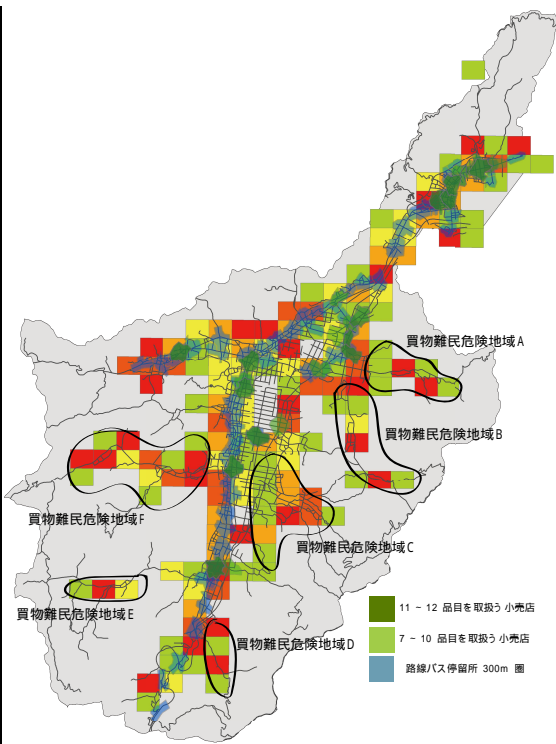 買物難民危険地域A
買物難民危険地域B
買物難民危険地域F
買物難民危険地域C
買物難民危険地域E
買物難民危険地域D
11 ~ 12 品目を取扱う小売店
7 ~ 10 品目を取扱う小売店
路線バス停留所 300m 圏